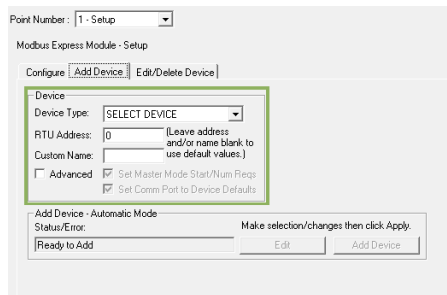 Point Number : 1 - Setup
Modbus Express Module - Setup
Configure Add Device Edit/Delete Device
Device
Device Type: SELECT DEVICE
RTU Address: 0 (Leave address
and/or name blank to
Custom Name: use default values.)
Advanced Set Master Mode Start/Num Reqs
Set Comm Port to Device Defaults
Add Device - Automatic Mode
Status/Error: Make selection/changes then click Apply.
Ready to Add Edit Add Device